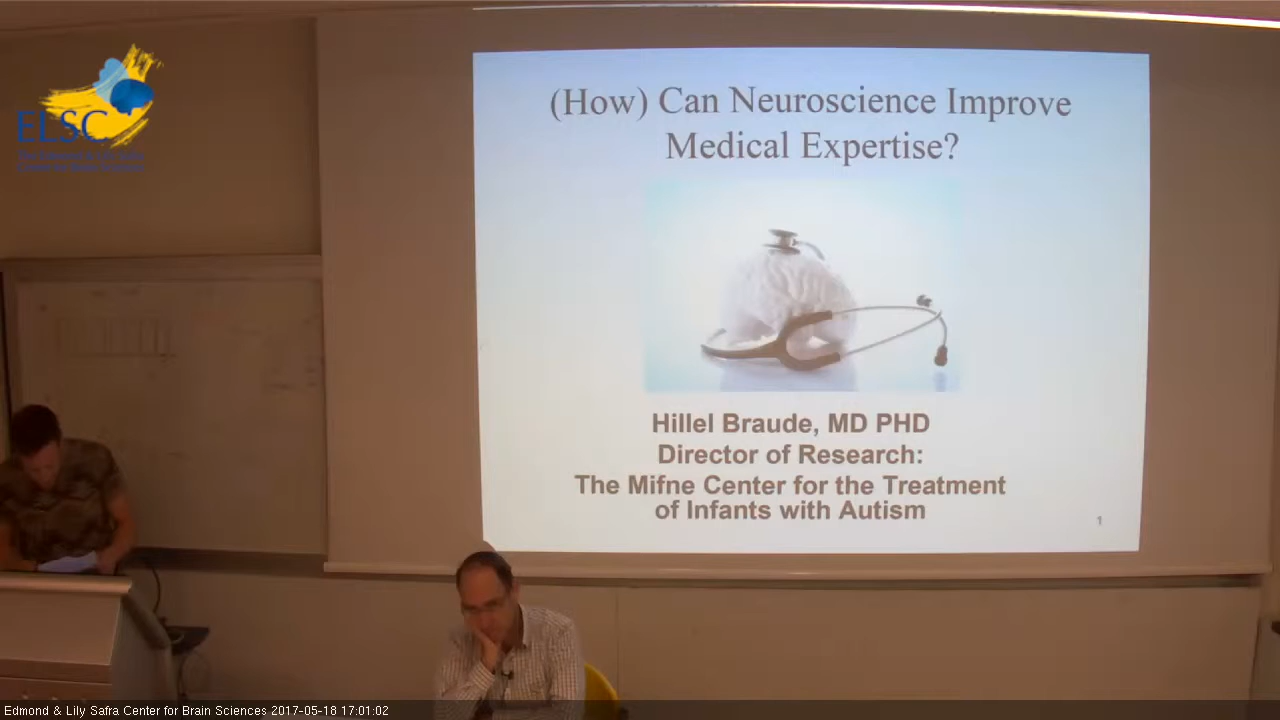 ELSC
(How) Can Neuroscience Improve
Medical Expertise?
Hillel Braude, MD PHD
Director of Research:
The Mifne Center for the Treatment
of Infants with Autism
1
Edmond & Lily Safra Center for Brain Sciences 2017-05-18 17:01:02